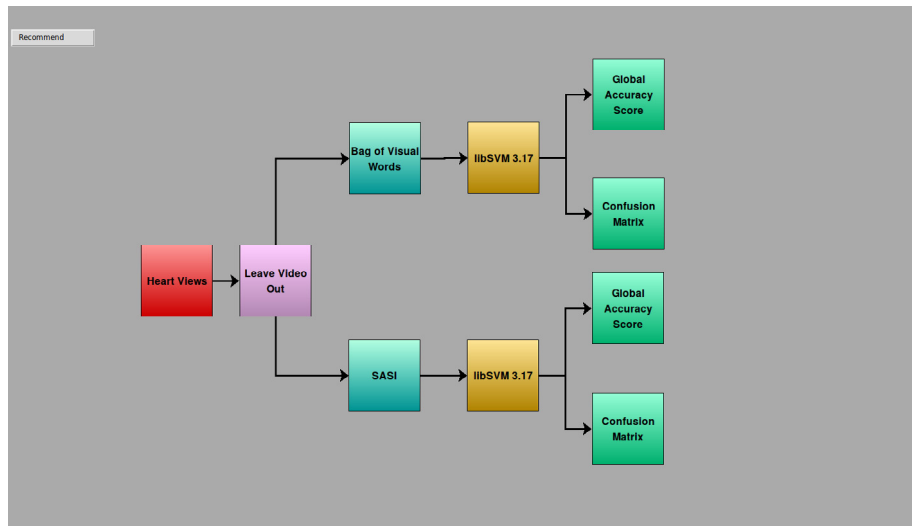 Recommend
Global
Accuracy
Score
Bag of Visual
Words
libSVM 3.17
Confusion
Matrix
Heart Views
Leave Video
Out
Global
Accuracy
Score
SASI
libSVM 3.17
Confusion
Matrix